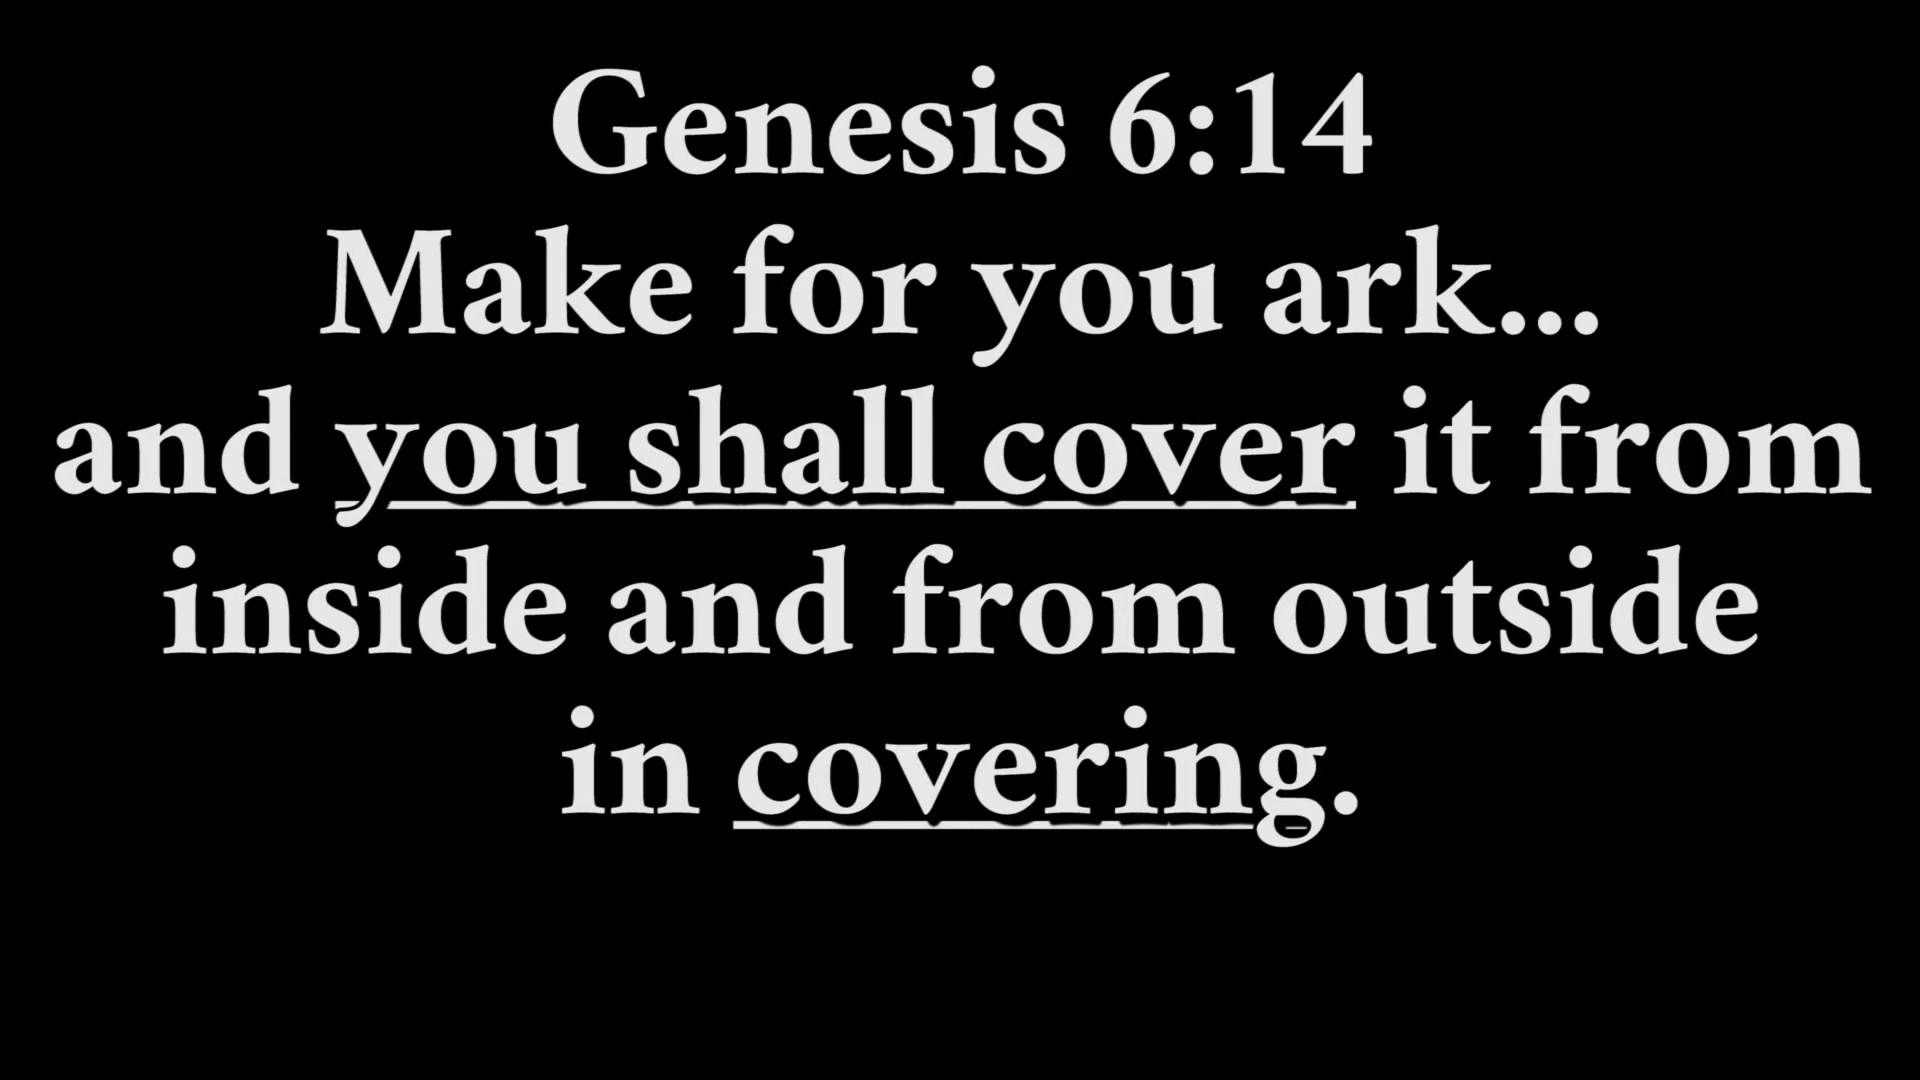 Genesis 6:14
Make for you ark...
and you shall cover it from
inside and from outside
in covering.